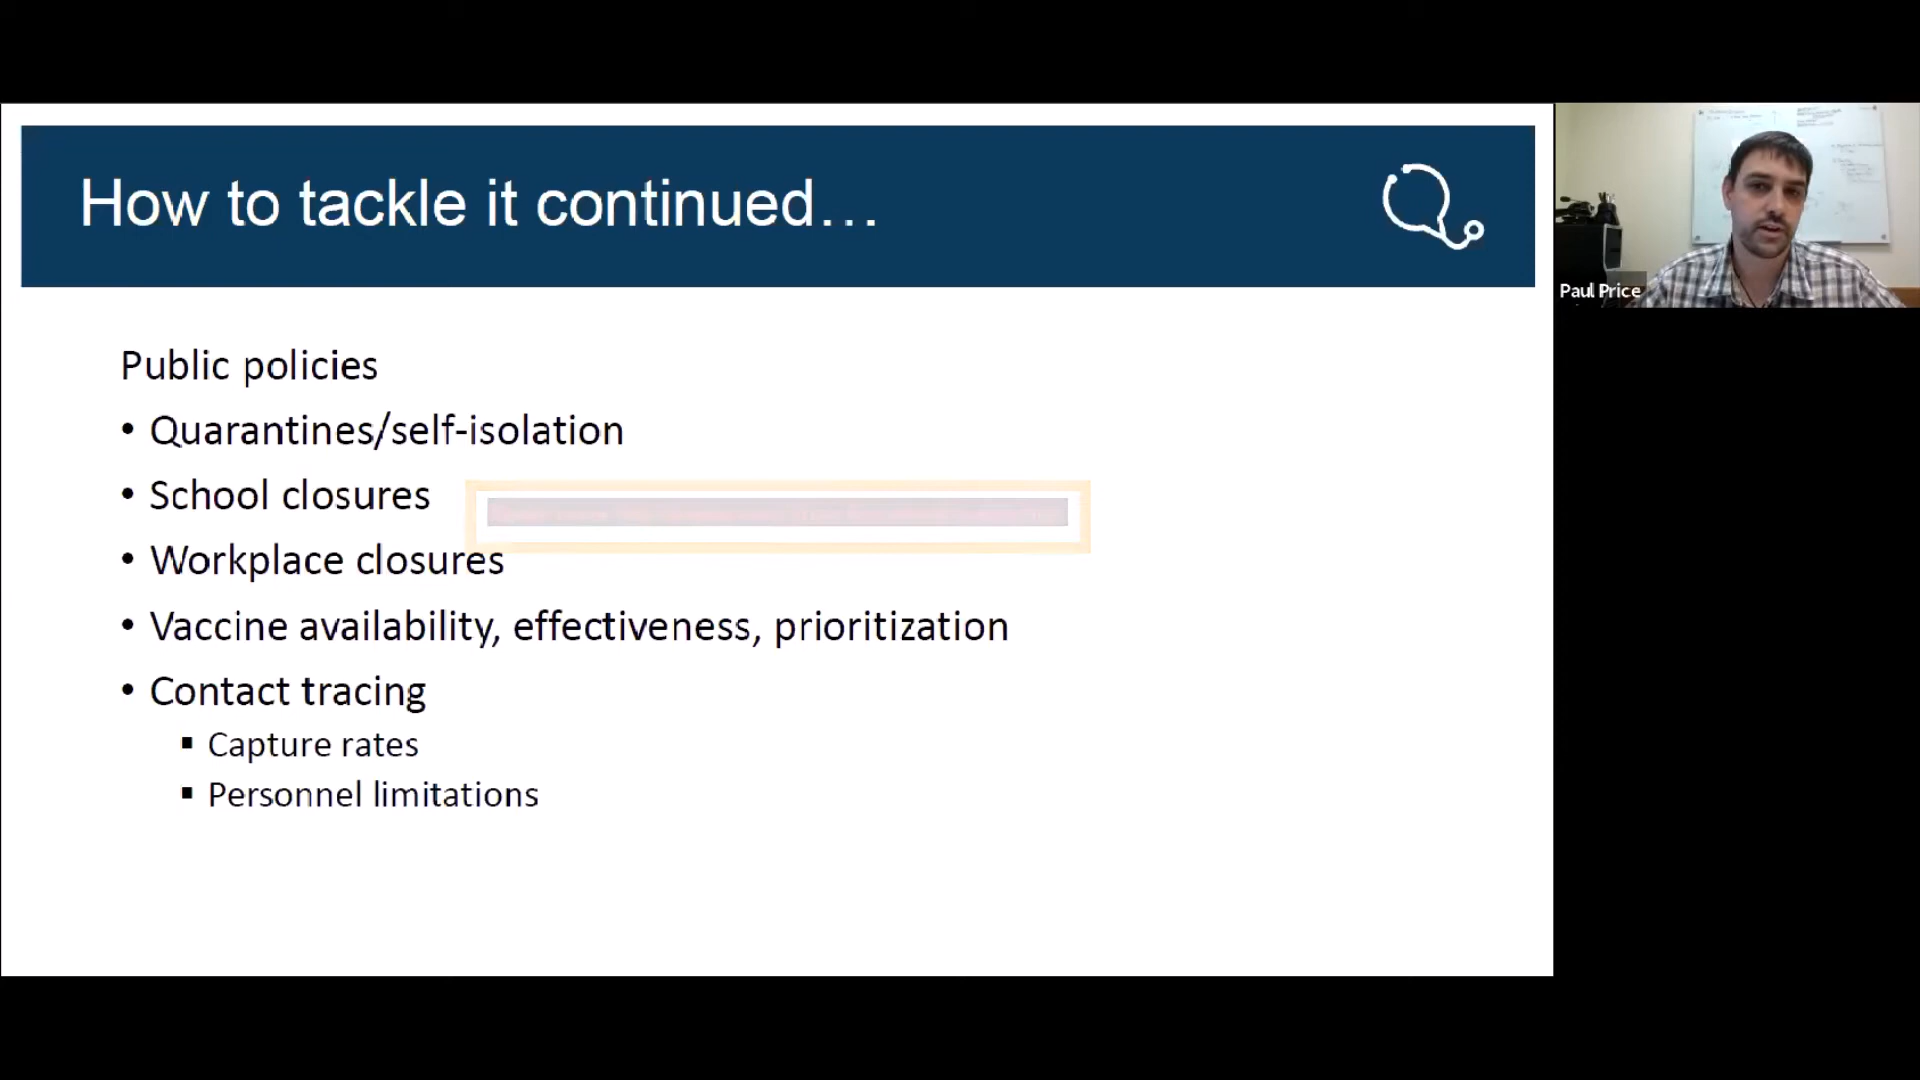 How to tackle it continued…
Public policies
• Quarantines/self-isolation
• School closures
• Workplace closures
• Vaccine availability, effectiveness, prioritization
• Contact tracing
▪ Capture rates
▪ Personnel limitations
Paul Price